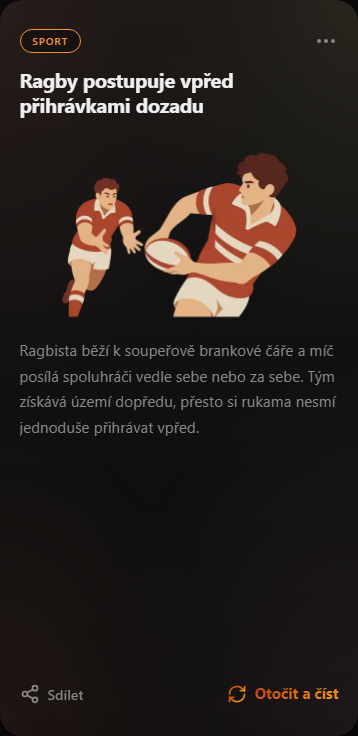 SPORT
Ragby postupuje vpřed
přihrávkami dozadu
Ragbista běží k soupeřově brankové čáře a míč
posílá spoluhráči vedle sebe nebo za sebe. Tým
získává území dopředu, přesto si rukama nesmí
jednoduše přihrávat vpřed.
Sdílet
Otočit a číst